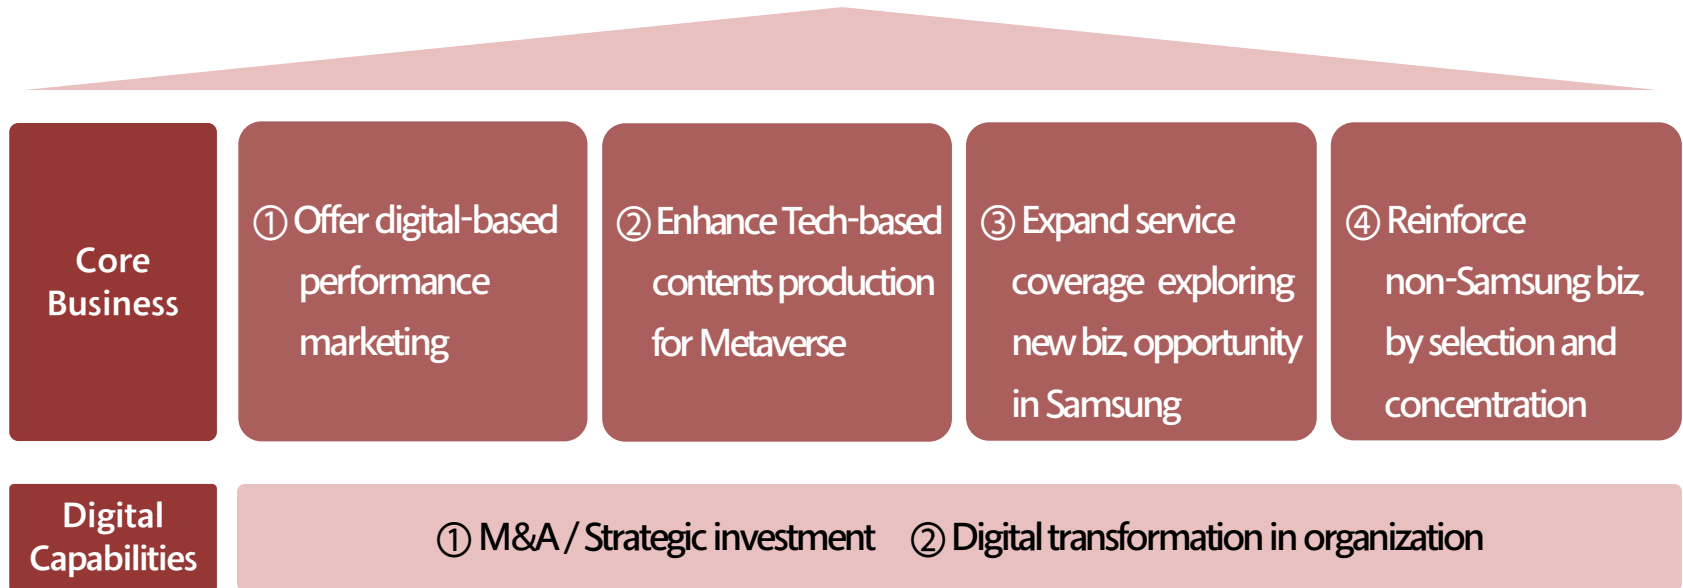 Core
Business
① Offer digital-based
performance
marketing
② Enhance Tech-based
contents production
for Metaverse
③ Expand service
coverage exploring
new biz. opportunity
in Samsung
④ Reinforce
non-Samsung biz.
by selection and
concentration
Digital
Capabilities
① M&A / Strategic investment ② Digital transformation in organization